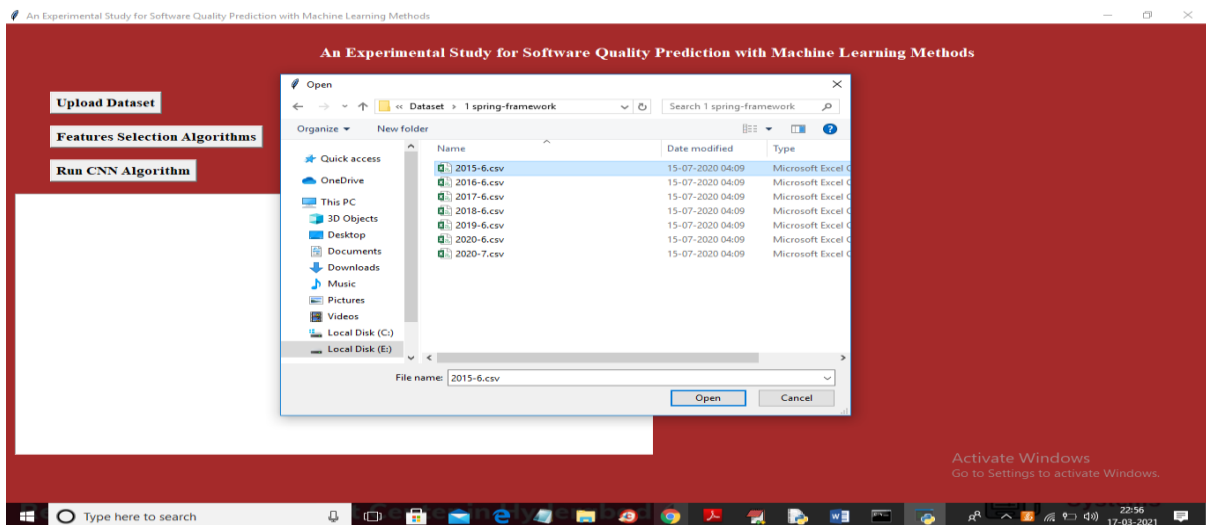 An Experimental Study for Software Quality Prediction with Machine Learning Methods
An Experimental Study for Software Quality Prediction with Machine Learning Methods
Upload Dataset
Features Selection Algorithms
Run CNN Algorithm
Open
« Dataset > 1 spring-framework
Search 1 spring-framework
Organize
New folder
Quick access
OneDrive
This PC
3D Objects
Desktop
Documents
Downloads
Music
Pictures
Videos
Local Disk (C:)
Local Disk (E:)
Name Date modified Type
2015-6.csv 15-07-2020 04:09 Microsoft Excel C
2016-6.csv 15-07-2020 04:09 Microsoft Excel C
2017-6.csv 15-07-2020 04:09 Microsoft Excel C
2018-6.csv 15-07-2020 04:09 Microsoft Excel C
2019-6.csv 15-07-2020 04:09 Microsoft Excel C
2020-6.csv 15-07-2020 04:09 Microsoft Excel C
2020-7.csv 15-07-2020 04:09 Microsoft Excel C
File name: 2015-6.csv
Open Cancel
Activate Windows
Go to Settings to activate Windows.
Type here to search
22:56
17-03-2021